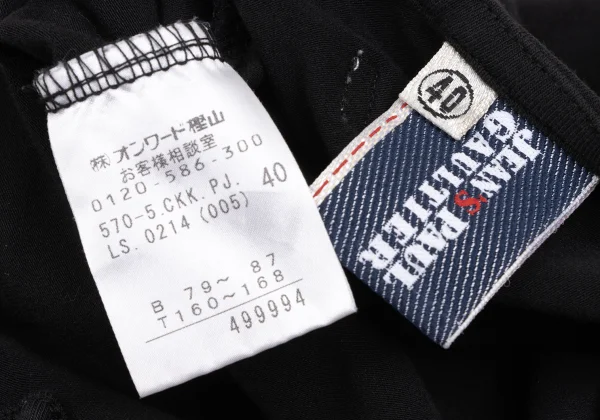 ㈱オンワード樫山
お客様相談室
0120-586-300
570-5.CKK.PJ. 40
LS.0214(005)
B 79～ 87
T160～168
499994
40
JEAN'S PAUL
GAULTIER